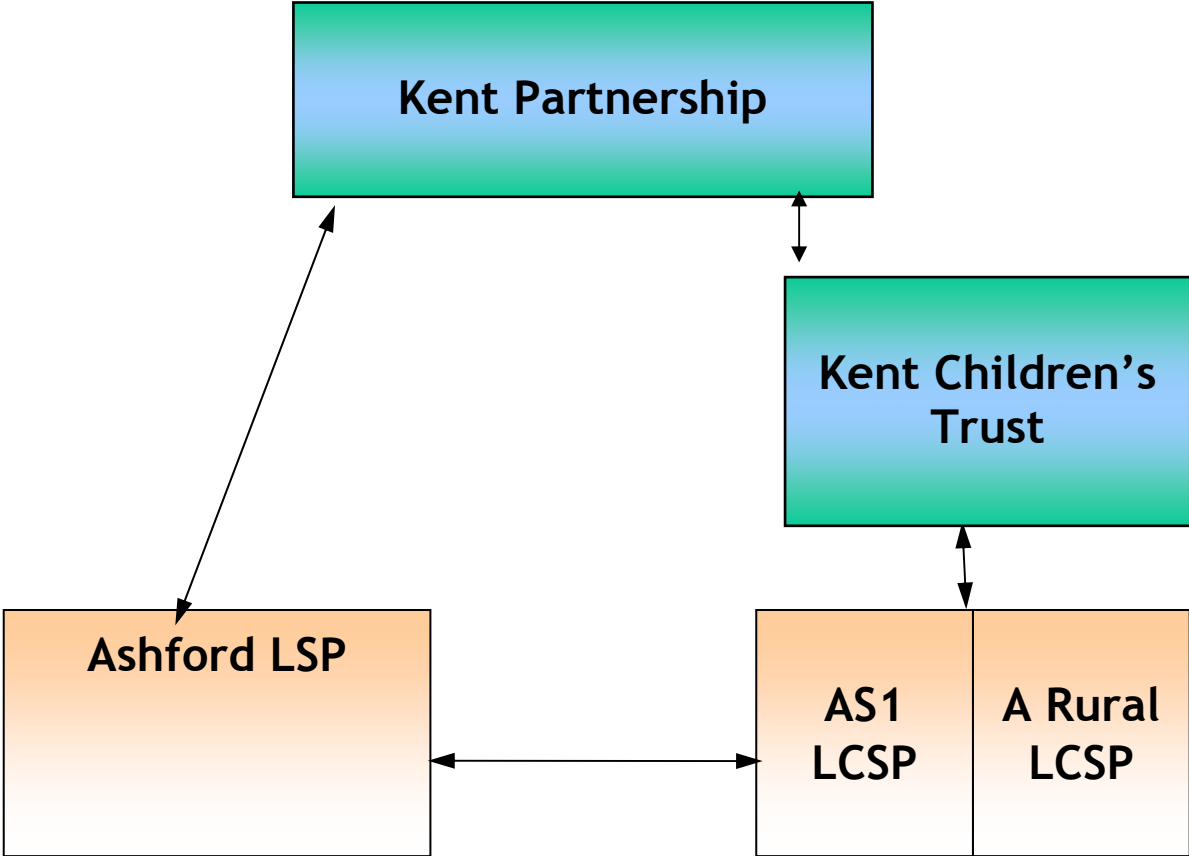 Kent Partnership
Kent Children’s
Trust
Ashford LSP
AS1
LCSP
A Rural
LCSP